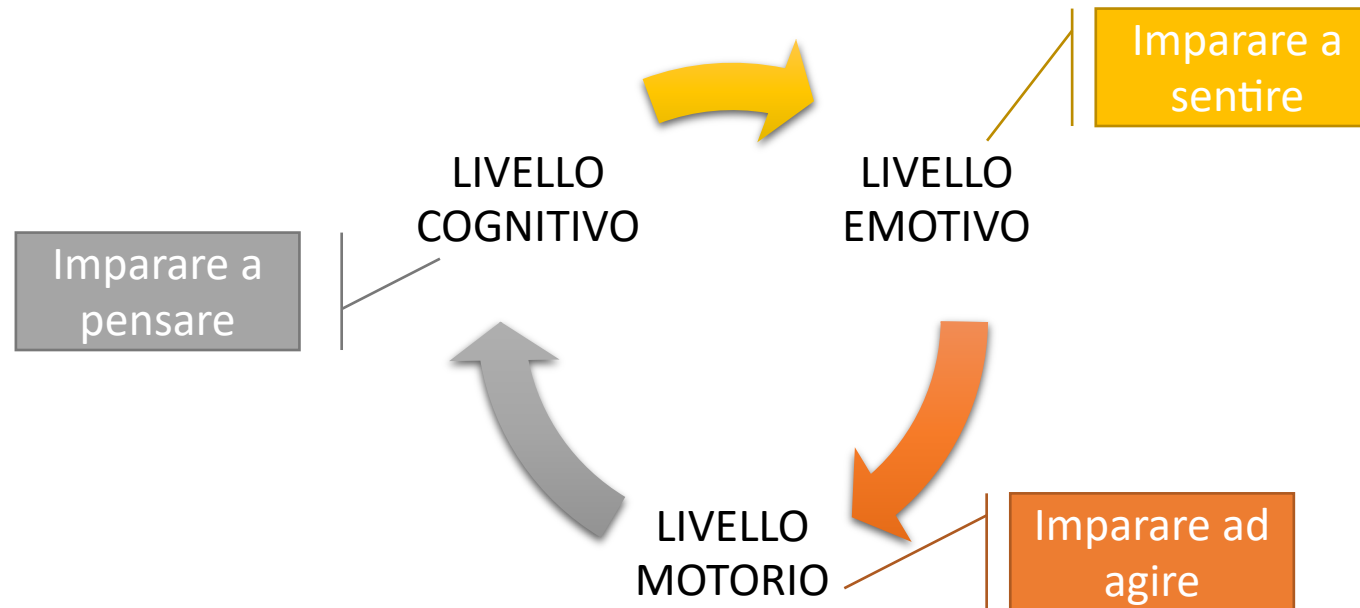 Imparare a
sentire
LIVELLO
COGNITIVO
LIVELLO
EMOTIVO
Imparare a
pensare
LIVELLO
MOTORIO
Imparare ad
agire